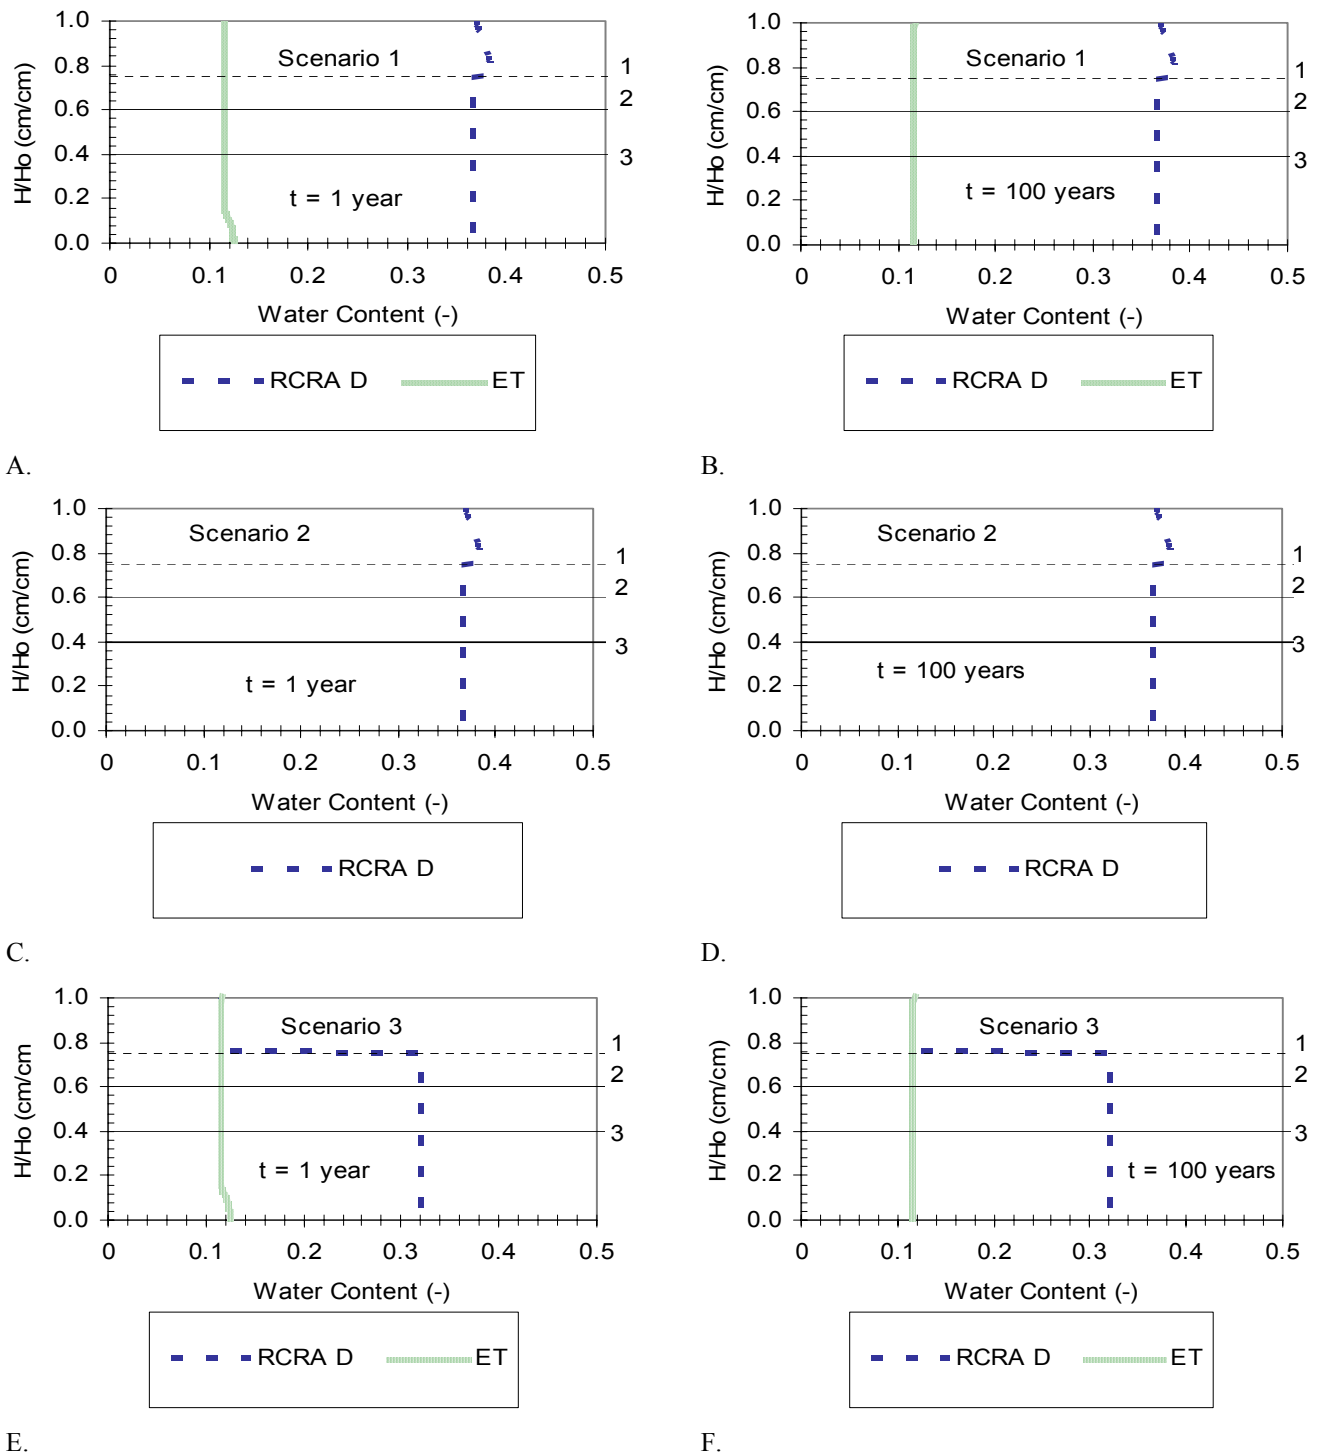 1.0
0.8
0.6
0.4
0.2
0.0
H/Ho (cm/cm)
Scenario 1
t = 1 year
1
2
3
0 0.1 0.2 0.3 0.4 0.5
Water Content (-)
RCRA D ET
A.
1.0
0.8
0.6
0.4
0.2
0.0
H/Ho (cm/cm)
Scenario 1
t = 100 years
1
2
3
0 0.1 0.2 0.3 0.4 0.5
Water Content (-)
RCRA D ET
B.
1.0
0.8
0.6
0.4
0.2
0.0
H/Ho (cm/cm)
Scenario 2
t = 1 year
1
2
3
0 0.1 0.2 0.3 0.4 0.5
Water Content (-)
RCRA D
C.
1.0
0.8
0.6
0.4
0.2
0.0
H/Ho (cm/cm)
Scenario 2
t = 100 years
1
2
3
0 0.1 0.2 0.3 0.4 0.5
Water Content (-)
RCRA D
D.
1.0
0.8
0.6
0.4
0.2
0.0
H/Ho (cm/cm
Scenario 3
t = 1 year
1
2
3
0 0.1 0.2 0.3 0.4 0.5
Water Content (-)
RCRA D ET
E.
1.0
0.8
0.6
0.4
0.2
0.0
H/Ho (cm/cm)
Scenario 3
t = 100 years
1
2
3
0 0.1 0.2 0.3 0.4 0.5
Water Content (-)
RCRA D ET
F.